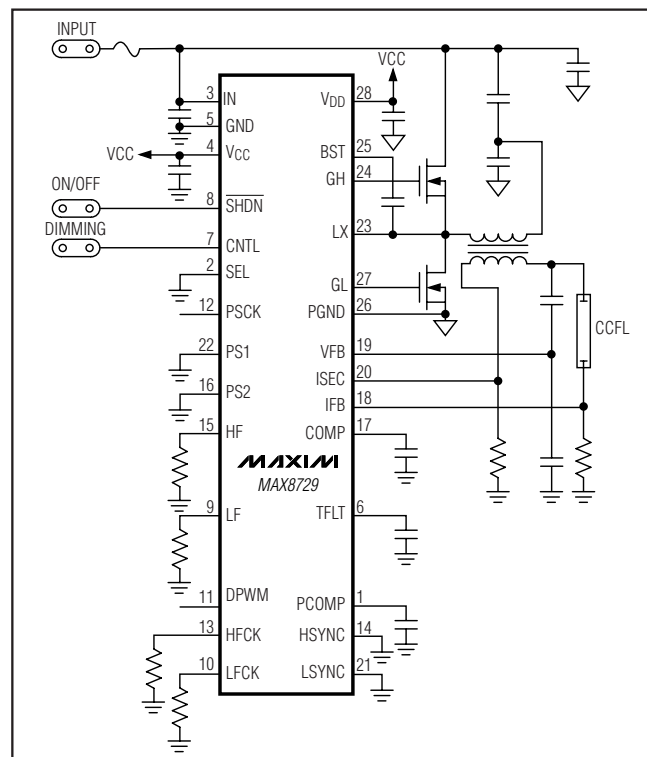 INPUT
VCC
3 IN
5 GND
VCC 4 VCC
ON/OFF
8 SHDN
DIMMING
7 CNTL
2 SEL
12 PSCK
22 PS1
16 PS2
15 HF
9 LF
11 DPWM
13 HFCK
10 LFCK
MAXIM
MAX8729
VDD 28
BST 25
GH 24
LX 23
GL 27
PGND 26
VFB 19
ISEC 20
IFB 18
COMP 17
TFLT 6
PCOMP 1
HSYNC 14
LSYNC 21
CCFL